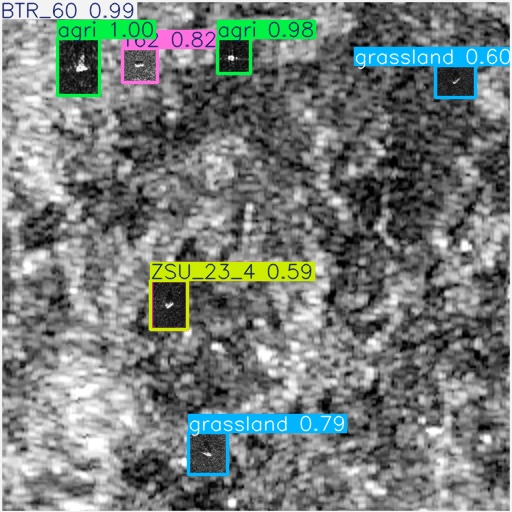 BTR_60 0.99
agri 1.00
T62 0.82
agri 0.98
grassland 0.60
ZSU_23_4 0.59
grassland 0.79